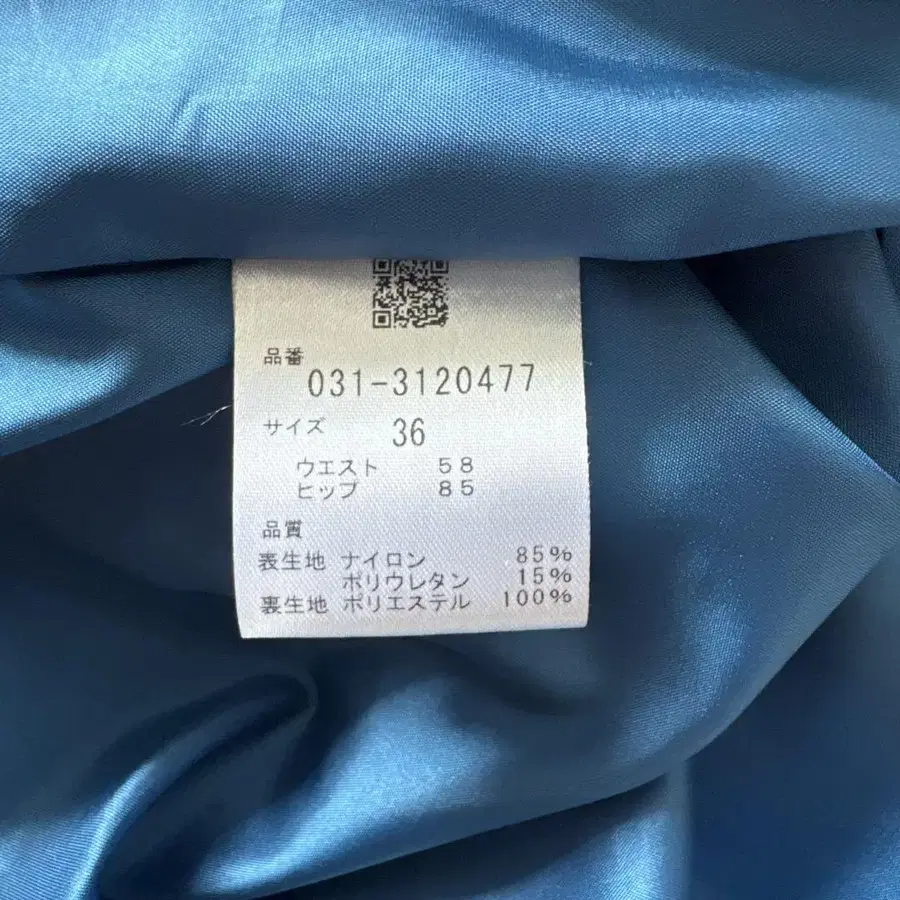 品番
031-3120477
サイズ 36
ウエスト 58
ヒップ 85
品質
表生地 ナイロン 85%
ポリウレタン 15%
裏生地 ポリエステル 100%